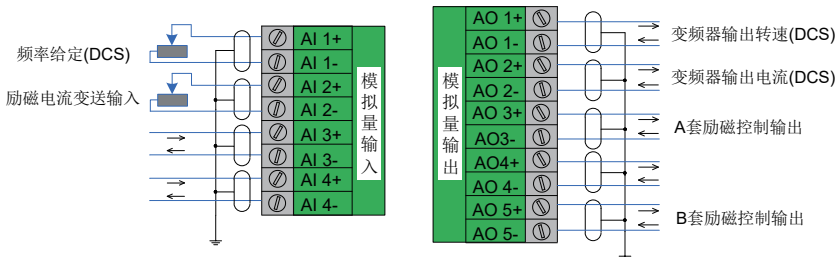 频率给定(DCS)
励磁电流变送输入
AI 1+
AI 1-
AI 2+
AI 2-
AI 3+
AI 3-
AI 4+
AI 4-
模拟量输入
模拟量输出
AO 1+
AO 1-
AO 2+
AO 2-
AO 3+
AO3-
AO4+
AO 4-
AO 5+
AO 5-
变频器输出转速(DCS)
变频器输出电流(DCS)
A套励磁控制输出
B套励磁控制输出